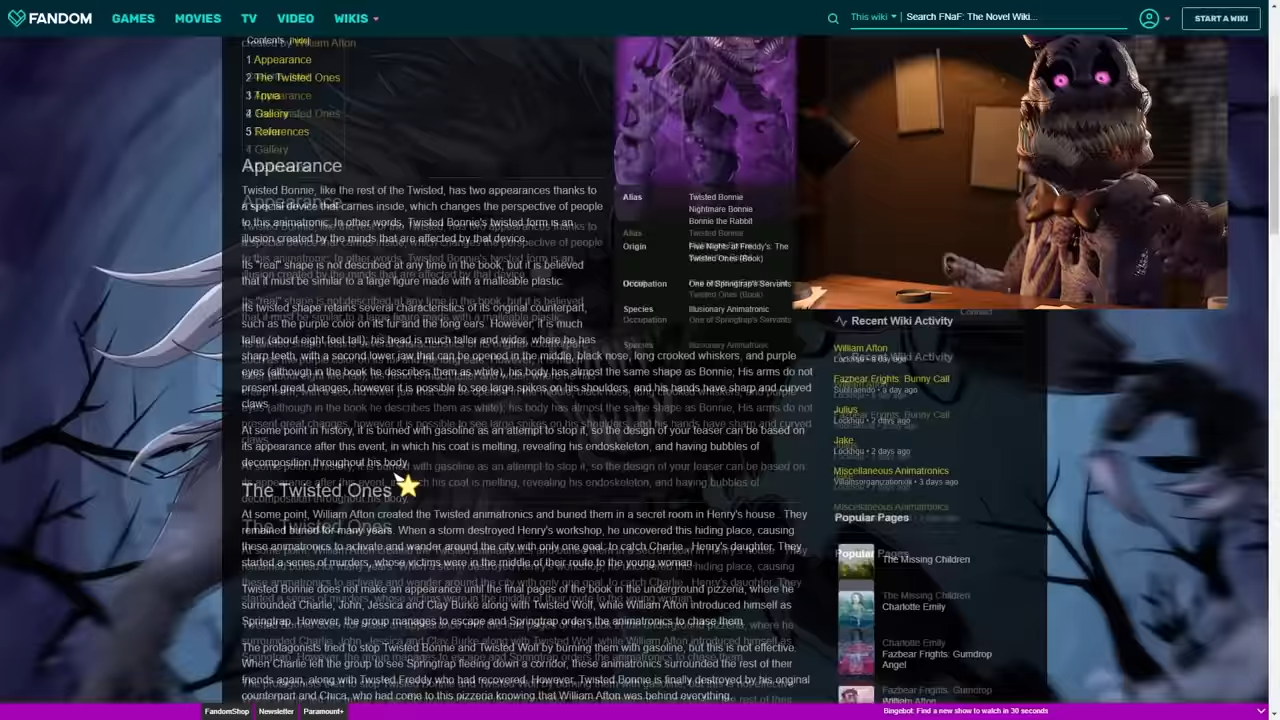 FANDOM GAMES MOVIES TV VIDEO WIKIS This wiki Search FNaF: The Novel Wiki... START A WIKI
Contents [hide]
created by William Afton
1 Appearance
2 The Twisted Ones
3 Trivia
4 Gallery
5 References
4 Gallery
Appearance
Twisted Bonnie, like the rest of the Twisted, has two appearances thanks to
a special device that carries inside, which changes the perspective of people
to this animatronic. In other words, Twisted Bonnie's twisted form is an
illusion created by the minds that are affected by that device.
Its "real" shape is not described at any time in the book, but it is believed
that it must be similar to a large figure made with a malleable plastic.
Its twisted shape retains several characteristics of its original counterpart,
such as the purple color on its fur and the long ears. However, it is much
taller (about eight feet tall), his head is much taller and wider, where he has
sharp teeth, with a second lower jaw that can be opened in the middle, black nose, long crooked whiskers, and purple
eyes (although in the book he describes them as white), his body has almost the same shape as Bonnie, His arms do not
present great changes, however it is possible to see large spikes on his shoulders, and his hands have sharp and curved
claws.
At some point in history, it is burned with gasoline as an attempt to stop it, so the design of your teaser can be based on
its appearance after this event, in which his coat is melting, revealing his endoskeleton, and having bubbles of
decomposition throughout his body.
The Twisted Ones
At some point, William Afton created the Twisted animatronics and buried them in a secret room in Henry's house . They
remained buried for many years. When a storm destroyed Henry's workshop, he uncovered this hiding place, causing
these animatronics to activate and wander around the city with only one goal: to catch Charlie , Henry's daughter. They
started a series of murders, whose victims were in the middle of their route to the young woman.
Twisted Bonnie does not make an appearance until the final pages of the book in the underground pizzeria, where he
surrounded Charlie, John, Jessica and Clay Burke along with Twisted Wolf, while William Afton introduced himself as
Springtrap. However, the group manages to escape and Springtrap orders the animatronics to chase them.
The protagonists tried to stop Twisted Bonnie and Twisted Wolf by burning them with gasoline, but this is not effective.
When Charlie left the group to see Springtrap fleeing down a corridor, these animatronics surrounded the rest of their
friends again, along with Twisted Freddy who had recovered. However, Twisted Bonnie is finally destroyed by his original
counterpart and Chica, who had come to this pizzeria knowing that William Afton was behind everything.
Alias Twisted Bonnie
Nightmare Bonnie
Bonnie the Rabbit
Origin Five Nights at Freddy's: The
Twisted Ones (Book)
Occupation One of Springtrap's Servants
Species Illusionary Animatronic
Connect
Recent Wiki Activity
William Afton
Fazbear Frights: Bunny Call
Julius
Lockhqu • 2 days ago
Jake
Lockhqu • 2 days ago
Miscellaneous Animatronics
Villainsorganizationxiii • 3 days ago
Popular Pages
The Missing Children
Charlotte Emily
Fazbear Frights: Gumdrop
Angel
William Afton
FandomShop Newsletter Paramount+ Bingebot: Find a new show to watch in 30 seconds